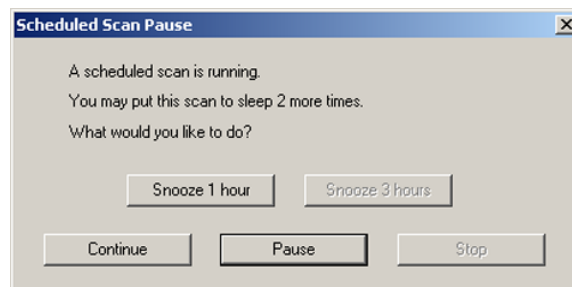 Scheduled Scan Pause
A scheduled scan is running.
You may put this scan to sleep 2 more times.
What would you like to do?
Snooze 1 hour
Snooze 3 hours
Continue
Pause
Stop